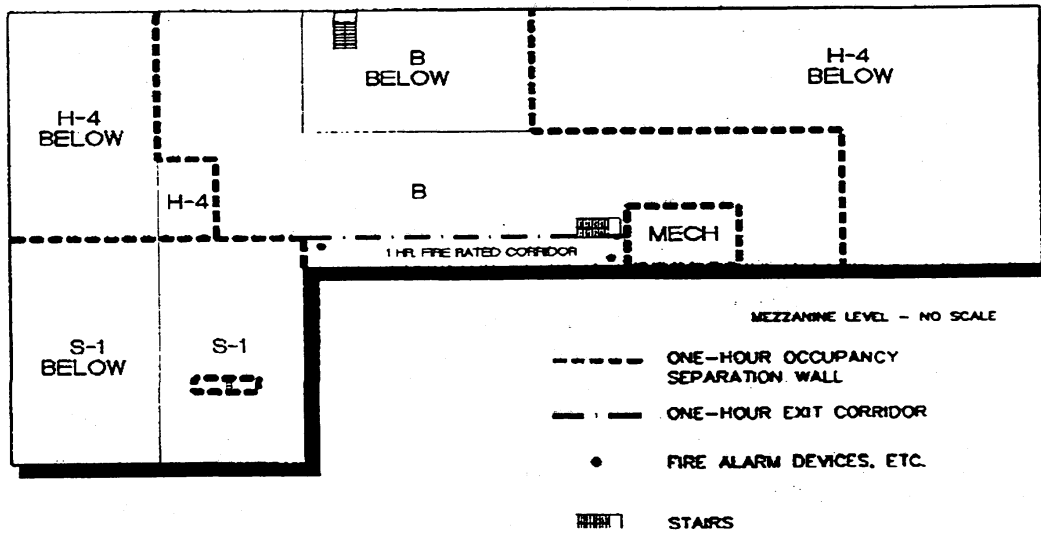 B
BELOW
H-4
BELOW
H-4
BELOW
H-4
B
MECH
1 HR. FIRE RATED CORRIDOR
MEZZANINE LEVEL - NO SCALE
S-1
BELOW
S-1
ONE-HOUR OCCUPANCY
SEPARATION WALL
ONE-HOUR EXIT CORRIDOR
FIRE ALARM DEVICES, ETC.
STAIRS